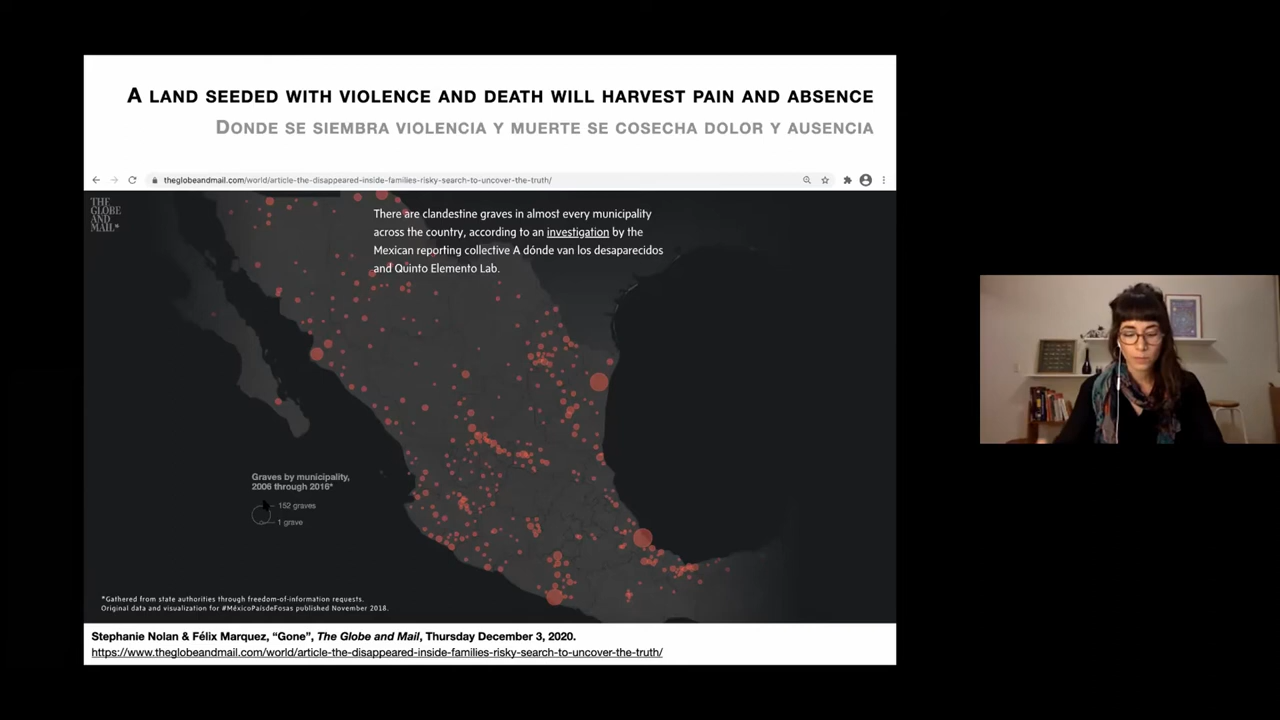 A LAND SEEDED WITH VIOLENCE AND DEATH WILL HARVEST PAIN AND ABSENCE
DONDE SE SIEMBRA VIOLENCIA Y MUERTE SE COSECHA DOLOR Y AUSENCIA
theglobeandmail.com/world/article-the-disappeared-inside-families-risky-search-to-uncover-the-truth/
THE
GLOBE
AND
MAIL*
There are clandestine graves in almost every municipality
across the country, according to an investigation by the
Mexican reporting collective A dónde van los desaparecidos
and Quinto Elemento Lab.
Graves by municipality,
2006 through 2016*
152 graves
1 grave
*Gathered from state authorities through freedom-of-information requests.
Original data and visualization for #MéxicoPaísdeFosas published November 2018.
Stephanie Nolan & Félix Marquez, “Gone”, The Globe and Mail, Thursday December 3, 2020.
https://www.theglobeandmail.com/world/article-the-disappeared-inside-families-risky-search-to-uncover-the-truth/